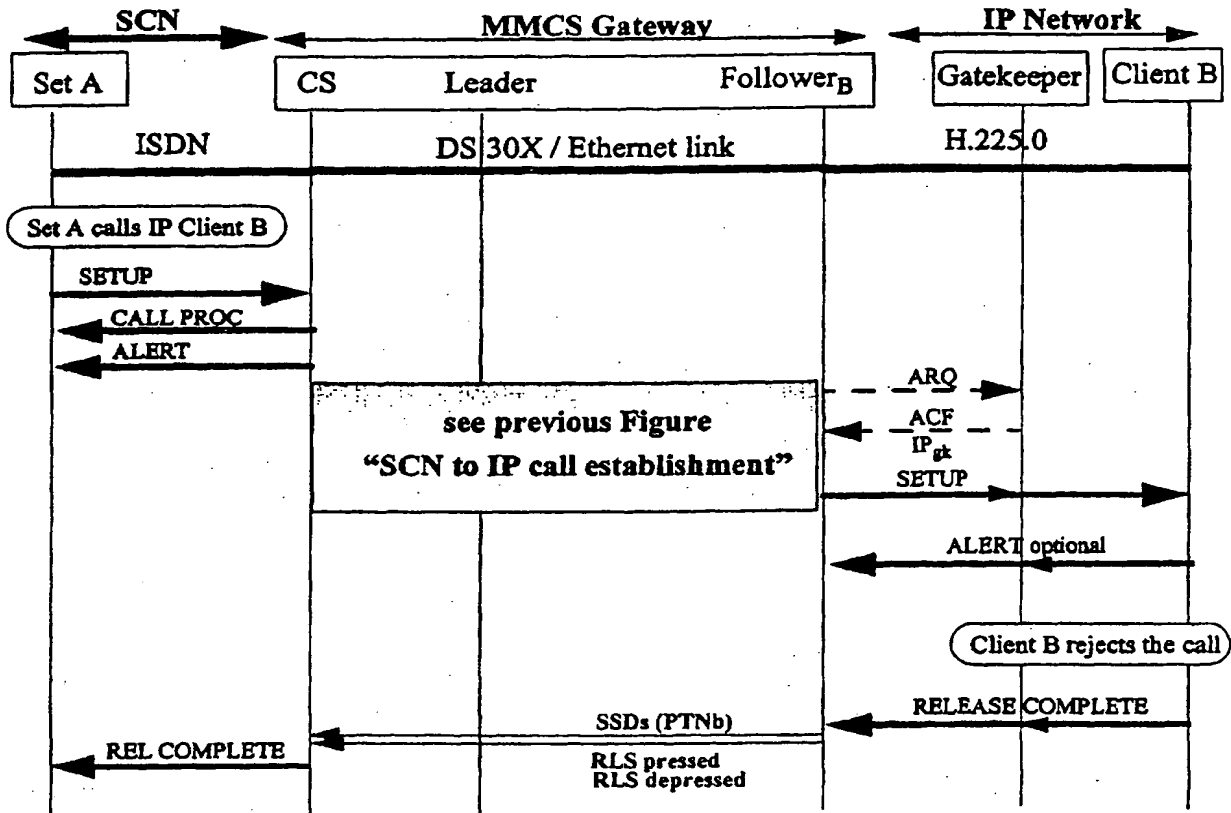 SCN
MMCS Gateway
IP Network
Set A
CS
Leader
FollowerB
Gatekeeper
Client B
ISDN
DS 30X / Ethernet link
H.225.0
Set A calls IP Client B
SETUP
CALL PROC
ALERT
see previous Figure
“SCN to IP call establishment”
ARQ
ACF
IPgk
SETUP
ALERT optional
Client B rejects the call
RELEASE COMPLETE
SSDs (PTNb)
REL COMPLETE
RLS pressed
RLS depressed